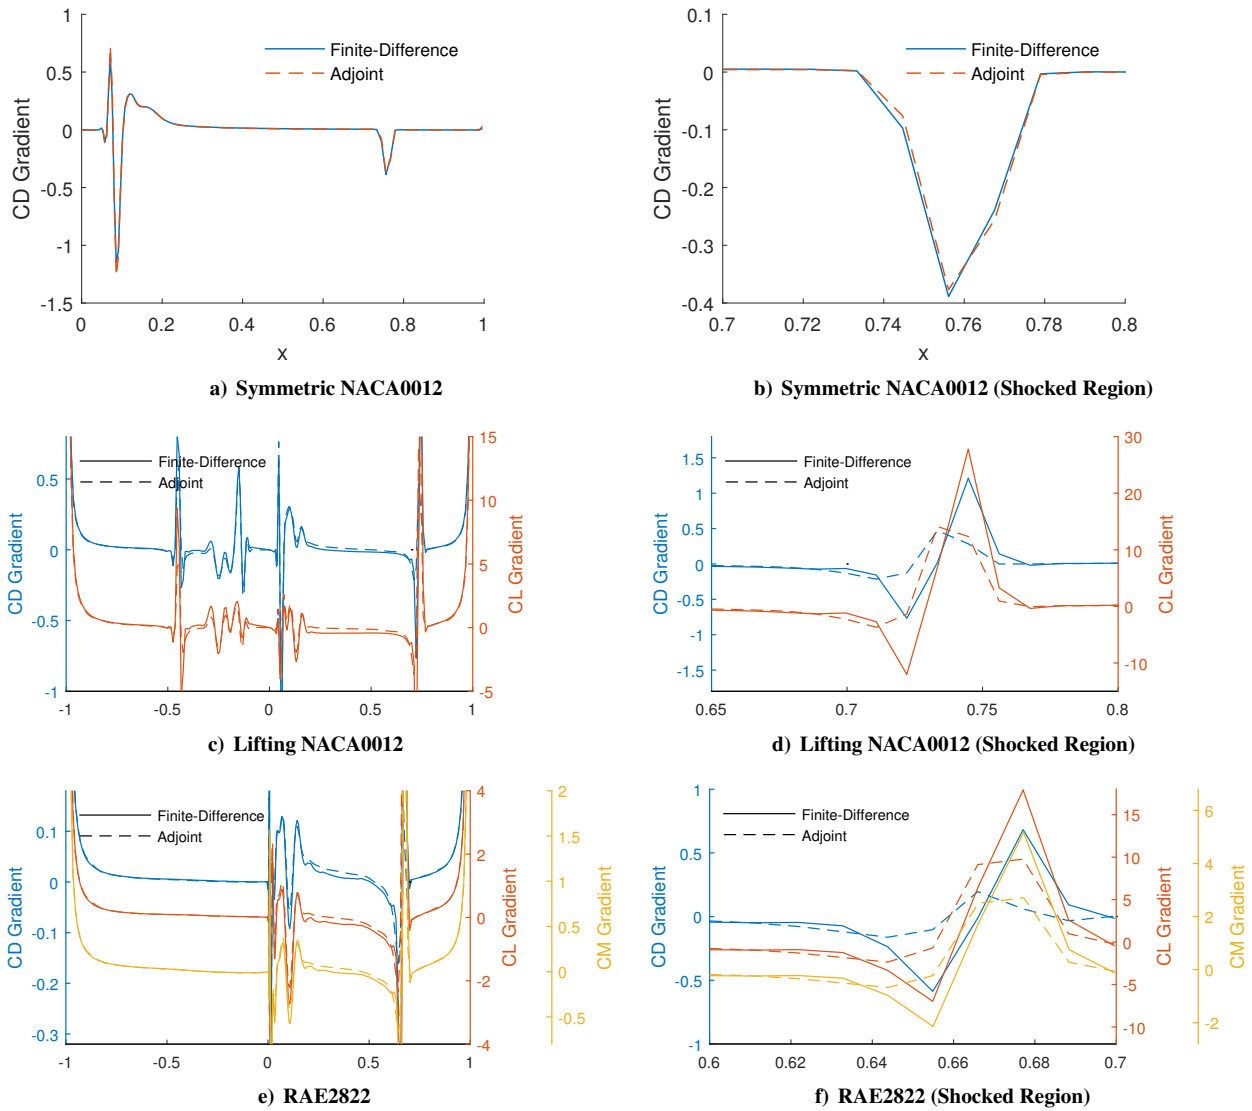 1
0.5
0
-0.5
-1
-1.5
CD Gradient
Finite-Difference
Adjoint
0 0.2 0.4 0.6 0.8 1
x
a) Symmetric NACA0012
0.1
0
-0.1
-0.2
-0.3
-0.4
CD Gradient
Finite-Difference
Adjoint
0.7 0.72 0.74 0.76 0.78 0.8
x
b) Symmetric NACA0012 (Shocked Region)
0.5
0
-0.5
-1
CD Gradient
Finite-Difference
Adjoint
15
10
5
0
-5
CL Gradient
-1 -0.5 0 0.5 1
c) Lifting NACA0012
1.5
1
0.5
0
-0.5
-1
-1.5
CD Gradient
Finite-Difference
Adjoint
30
20
10
0
-10
CL Gradient
0.65 0.7 0.75 0.8
d) Lifting NACA0012 (Shocked Region)
0.1
0
-0.1
-0.2
-0.3
CD Gradient
Finite-Difference
Adjoint
4
2
0
-2
-4
CL Gradient
2
1.5
1
0.5
0
-0.5
CM Gradient
-1 -0.5 0 0.5 1
e) RAE2822
1
0.5
0
-0.5
-1
CD Gradient
Finite-Difference
Adjoint
15
10
5
0
-5
-10
CL Gradient
6
4
2
0
-2
CM Gradient
0.6 0.62 0.64 0.66 0.68 0.7
f) RAE2822 (Shocked Region)